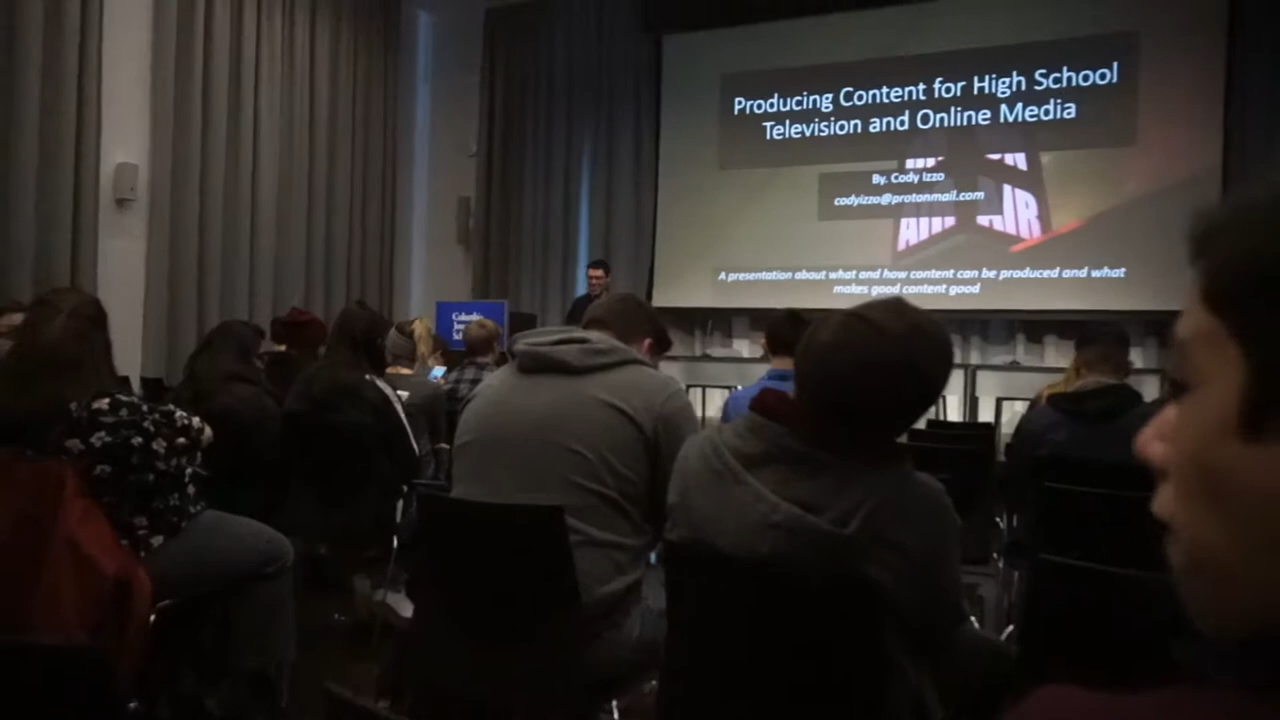 Producing Content for High School
Television and Online Media
By. Cody Izzo
codyizzo@protonmail.com
AIR
A presentation about what and how content can be produced and what
makes good content good